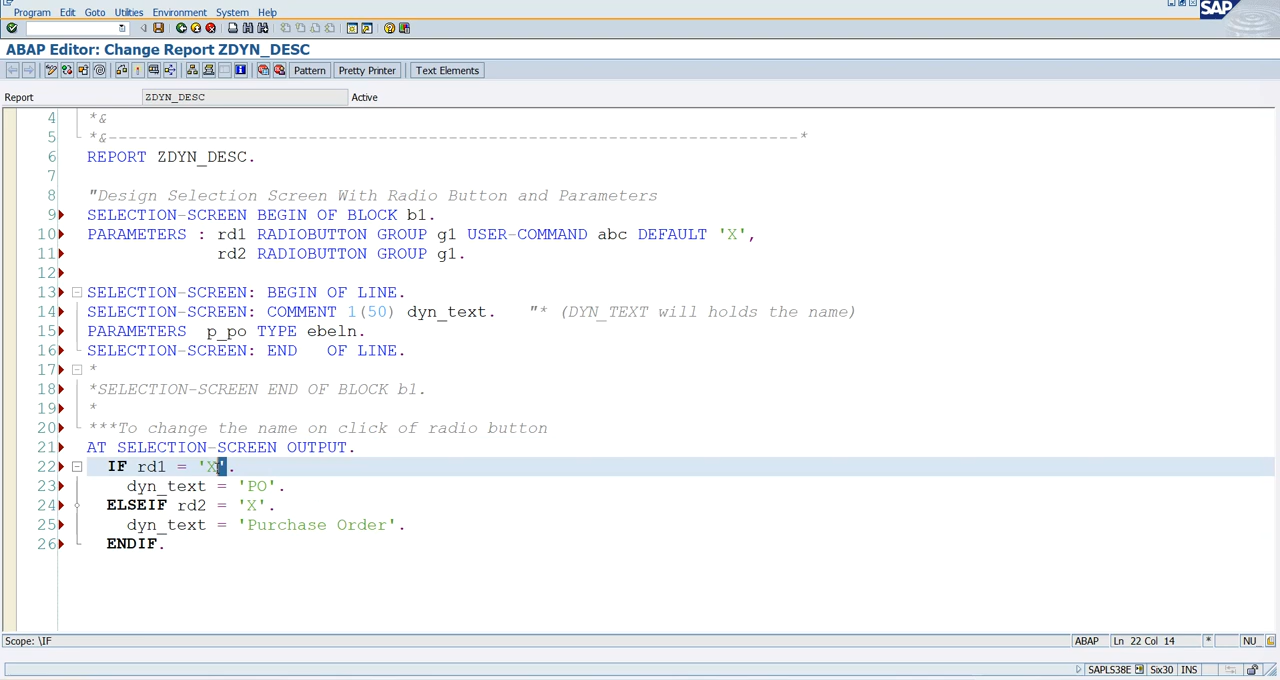 Program Edit Goto Utilities Environment System Help
SAP
ABAP Editor: Change Report ZDYN_DESC
Pattern Pretty Printer Text Elements
Report ZDYN_DESC Active
4 *&
5 *&---------------------------------------------------------------------*
6 REPORT ZDYN_DESC.
7
8 "Design Selection Screen With Radio Button and Parameters
9 SELECTION-SCREEN BEGIN OF BLOCK b1.
10 PARAMETERS : rd1 RADIOBUTTON GROUP g1 USER-COMMAND abc DEFAULT 'X',
11 rd2 RADIOBUTTON GROUP g1.
12
13 SELECTION-SCREEN: BEGIN OF LINE.
14 SELECTION-SCREEN: COMMENT 1(50) dyn_text. "* (DYN_TEXT will holds the name)
15 PARAMETERS p_po TYPE ebeln.
16 SELECTION-SCREEN: END OF LINE.
17 *
18 *SELECTION-SCREEN END OF BLOCK b1.
19 *
20 ***To change the name on click of radio button
21 AT SELECTION-SCREEN OUTPUT.
22 IF rd1 = 'X'.
23 dyn_text = 'PO'.
24 ELSEIF rd2 = 'X'.
25 dyn_text = 'Purchase Order'.
26 ENDIF.
Scope: \IF ABAP Ln 22 Col 14 * NU_
SAPLS38E Six30 INS